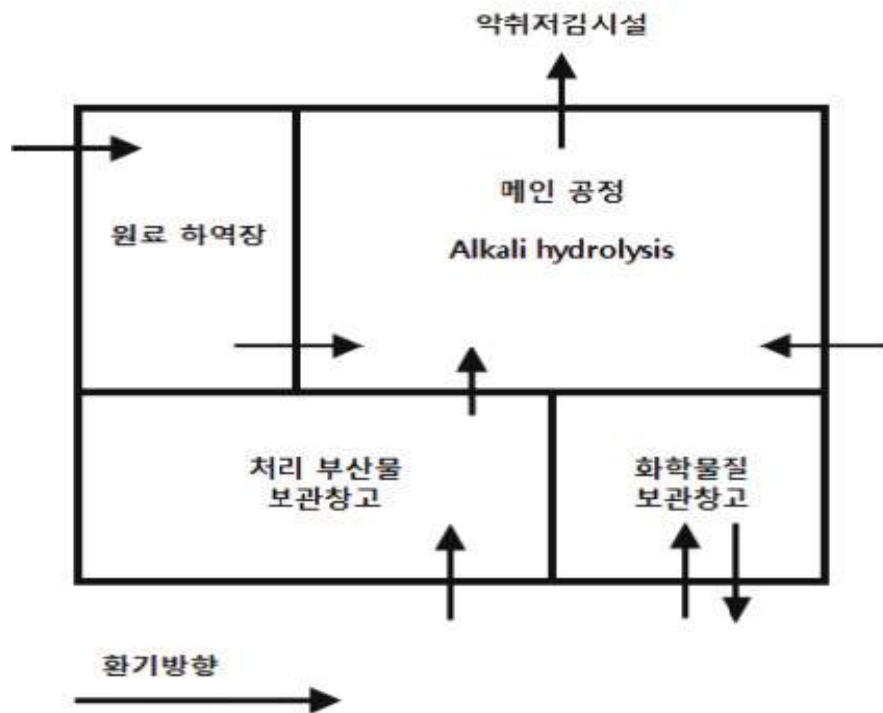 악취저김시설
메인 공정
Alkali hydrolysis
원료 하역장
처리 부산물
보관창고
화학물질
보관창고
환기방향